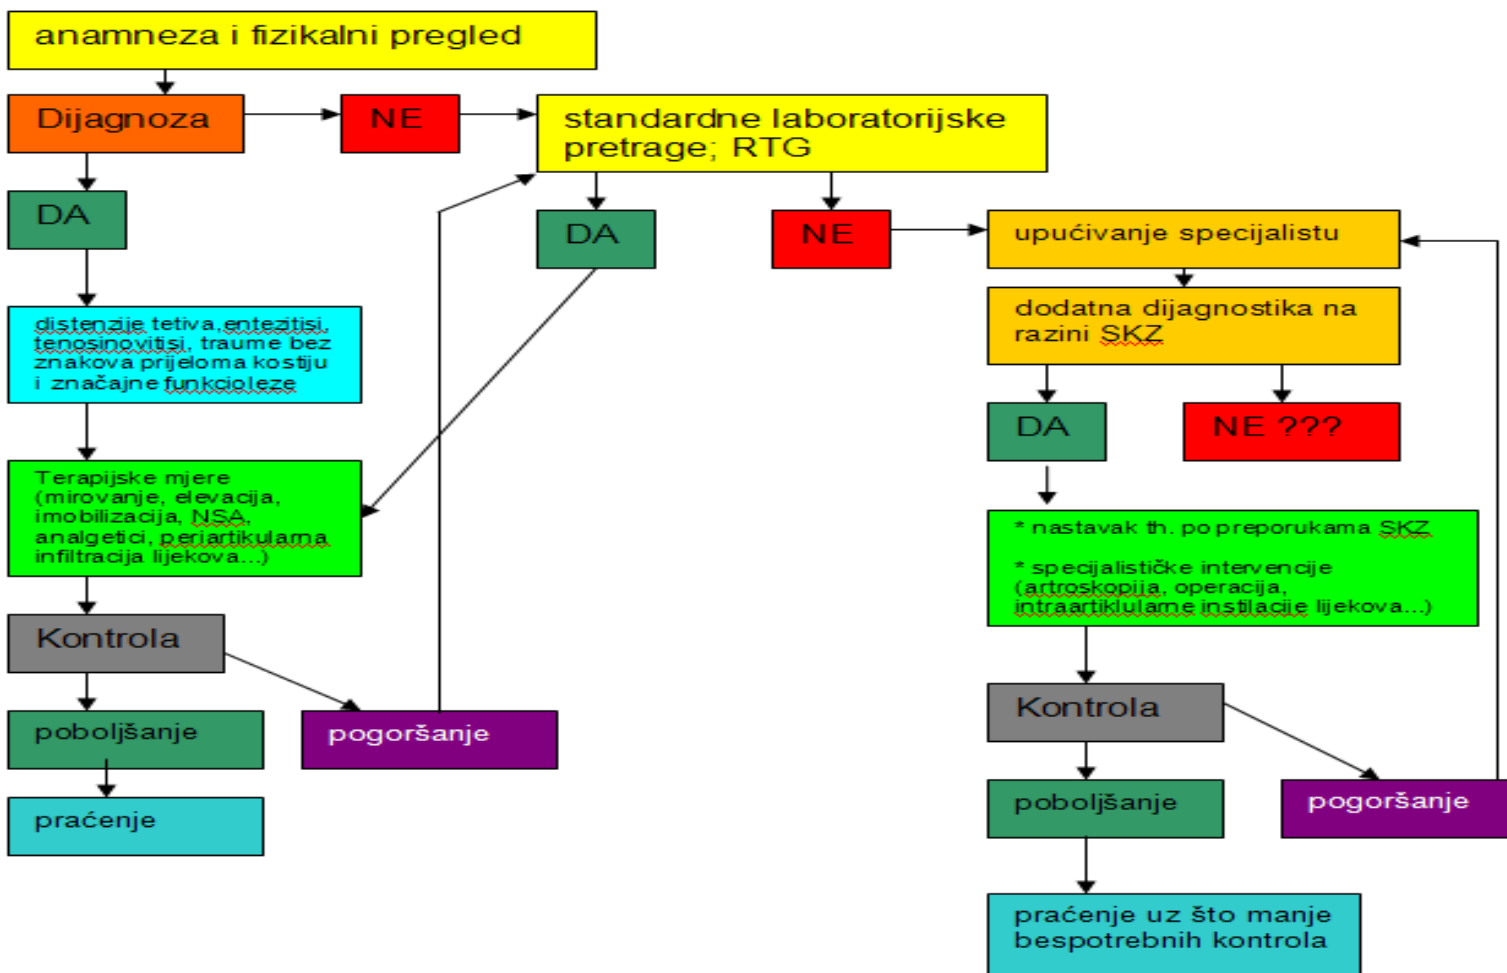 anamneza i fizikalni pregled
Dijagnoza
NE
standardne laboratorijske
pretrage; RTG
DA
DA
NE
upućivanje specijalistu
dodatna dijagnostika na
razini SKZ
distenzije tetiva,entezitisi,
tenosinovitisi, traume bez
znakova prijeloma kostiju
i značajne funkcioleze
DA
NE ???
Terapijske mjere
(mirovanje, elevacija,
imobilizacija, NSA,
analgetici, periartikularna
infiltracija lijekova...)
* nastavak th. po preporukama SKZ
* specijalističke intervencije
(artroskopija, operacija,
intraartiklularne instilacije lijekova...)
Kontrola
Kontrola
poboljšanje
pogoršanje
poboljšanje
pogoršanje
praćenje
praćenje uz što manje
bespotrebnih kontrola